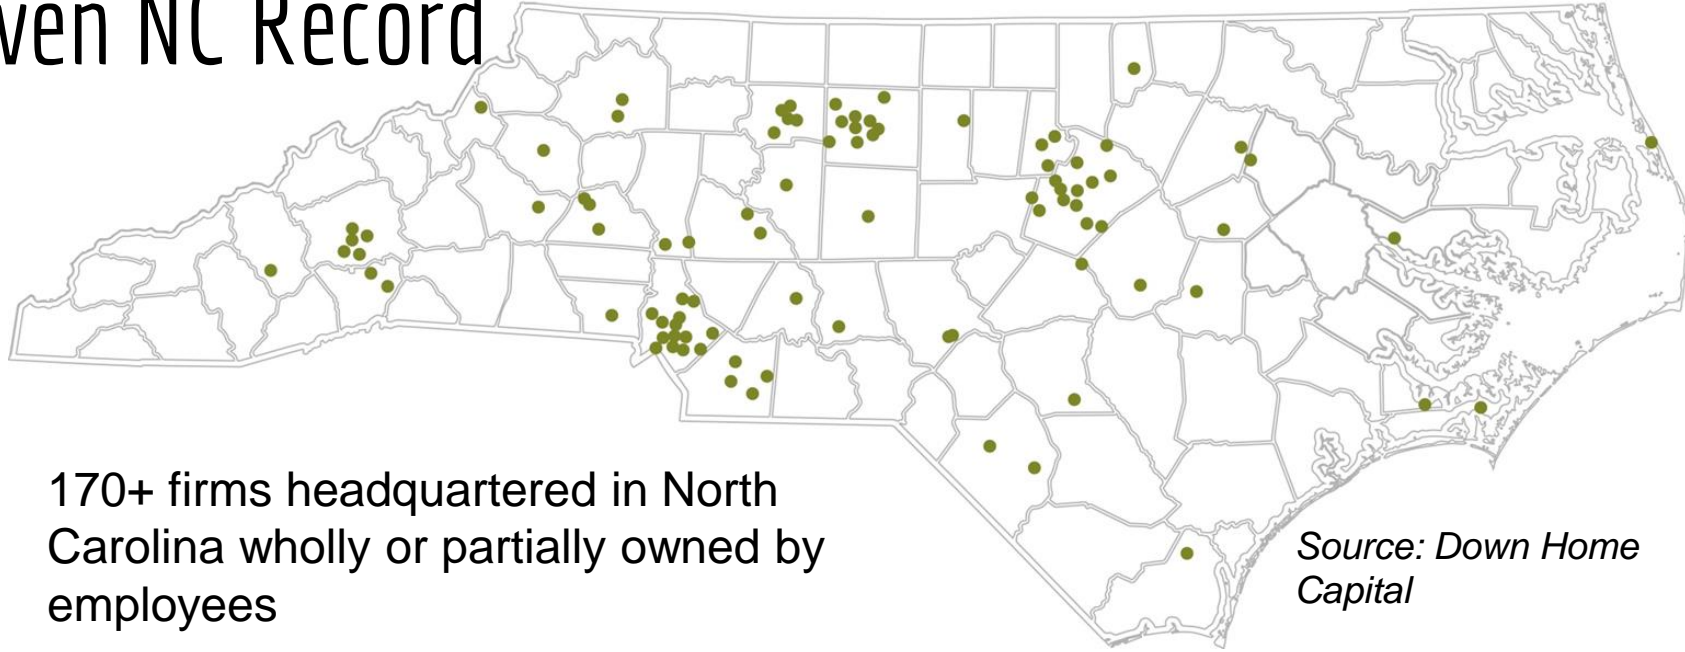 ven NC Record
170+ firms headquartered in North
Carolina wholly or partially owned by
employees
Source: Down Home
Capital